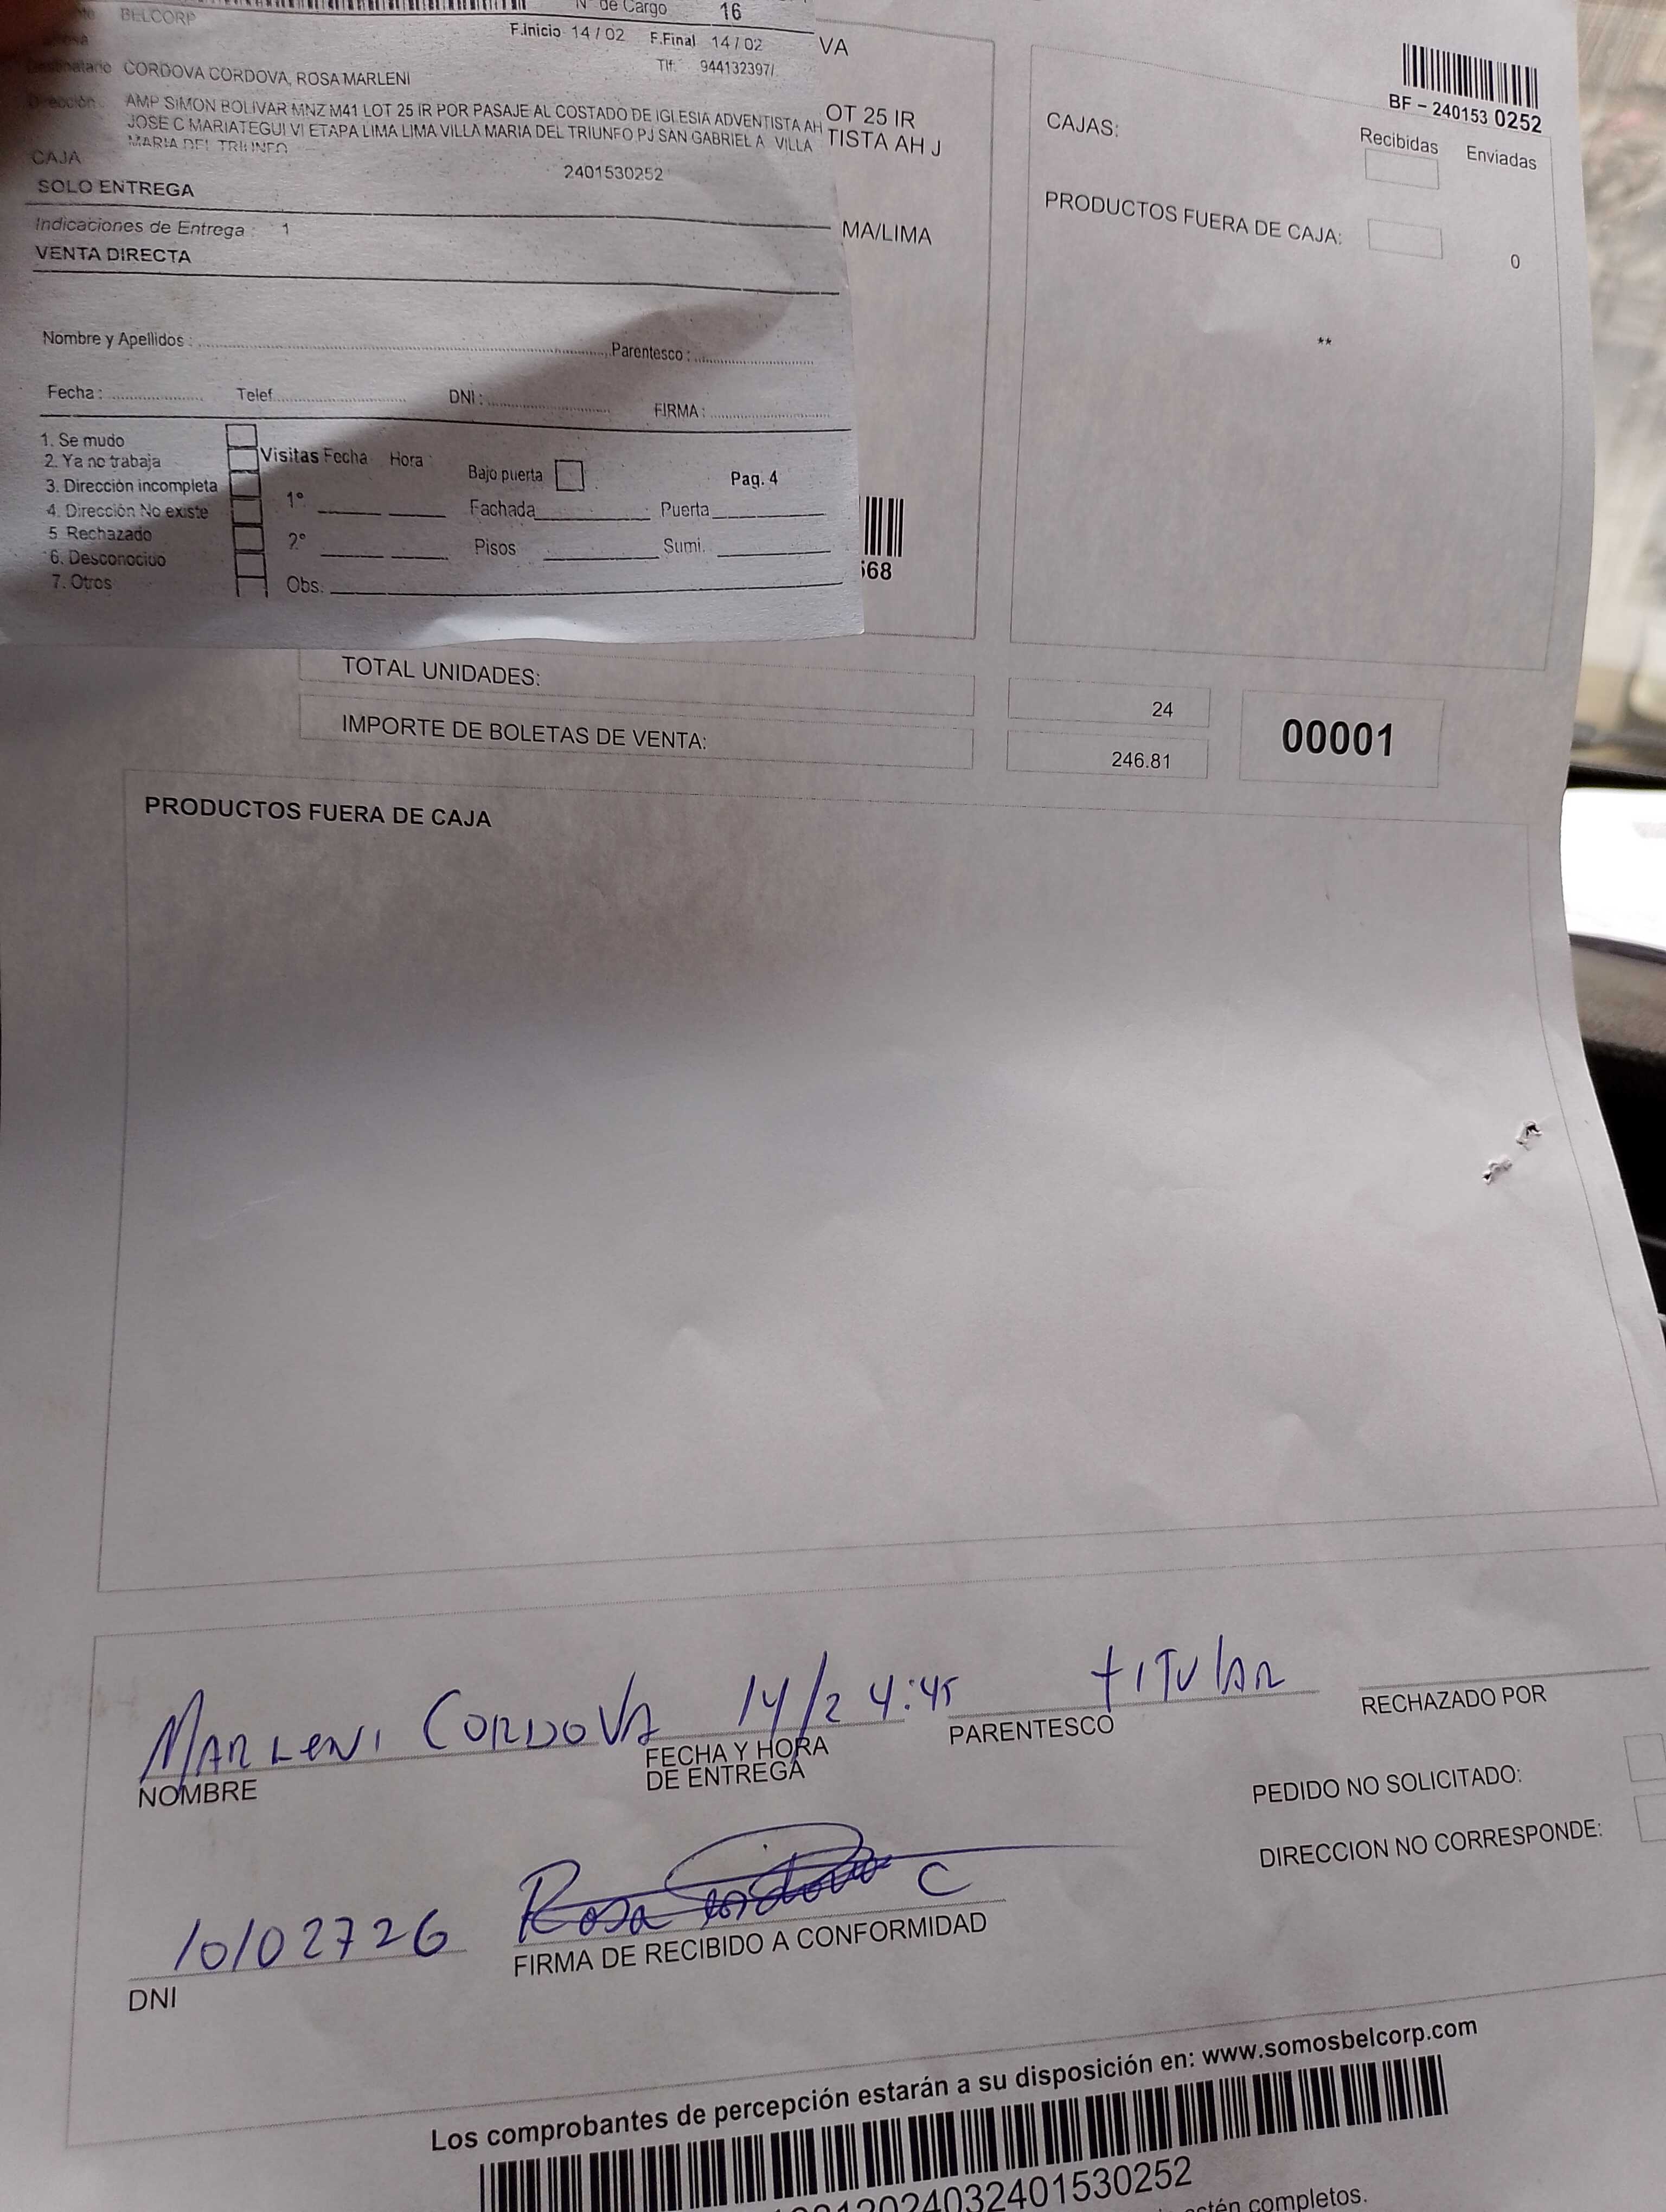 N° de Cargo 16
BELCORP
F.Inicio 14 / 02 F.Final 14 / 02
Tlf: 944132397/
Destinatario CORDOVA CORDOVA, ROSA MARLENI
Dirección: AMP SIMON BOLIVAR MNZ M41 LOT 25 IR POR PASAJE AL COSTADO DE IGLESIA ADVENTISTA AH
JOSE C MARIATEGUI VI ETAPA LIMA LIMA VILLA MARIA DEL TRIUNFO PJ SAN GABRIEL A. VILLA
MARIA DEL TRIUNFO
CAJA 2401530252
SOLO ENTREGA
Indicaciones de Entrega : 1
VENTA DIRECTA
Nombre y Apellidos : Parentesco :
Fecha : Telef. DNI : FIRMA :
1. Se mudo
2. Ya no trabaja
3. Dirección incompleta
4. Dirección No existe
5 Rechazado
6. Desconocido
7. Otros
Visitas Fecha Hora
1°
2°
Obs.
Bajo puerta Pag. 4
Fachada Puerta
Pisos Sumi.
VA
OT 25 IR
TISTA AH J
MA/LIMA
568
BF - 240153 0252
CAJAS: Recibidas Enviadas
PRODUCTOS FUERA DE CAJA: 0
**
TOTAL UNIDADES: 24
IMPORTE DE BOLETAS DE VENTA: 246.81
00001
PRODUCTOS FUERA DE CAJA
MARLENI CORDOVA 14/2 4:45 TITULAR
NOMBRE
FECHA Y HORA
DE ENTREGA
PARENTESCO
RECHAZADO POR
PEDIDO NO SOLICITADO:
DIRECCION NO CORRESPONDE:
10102726 Rosa Cordova C
DNI
FIRMA DE RECIBIDO A CONFORMIDAD
Los comprobantes de percepción estarán a su disposición en: www.somosbelcorp.com
2024032401530252
estén completos.